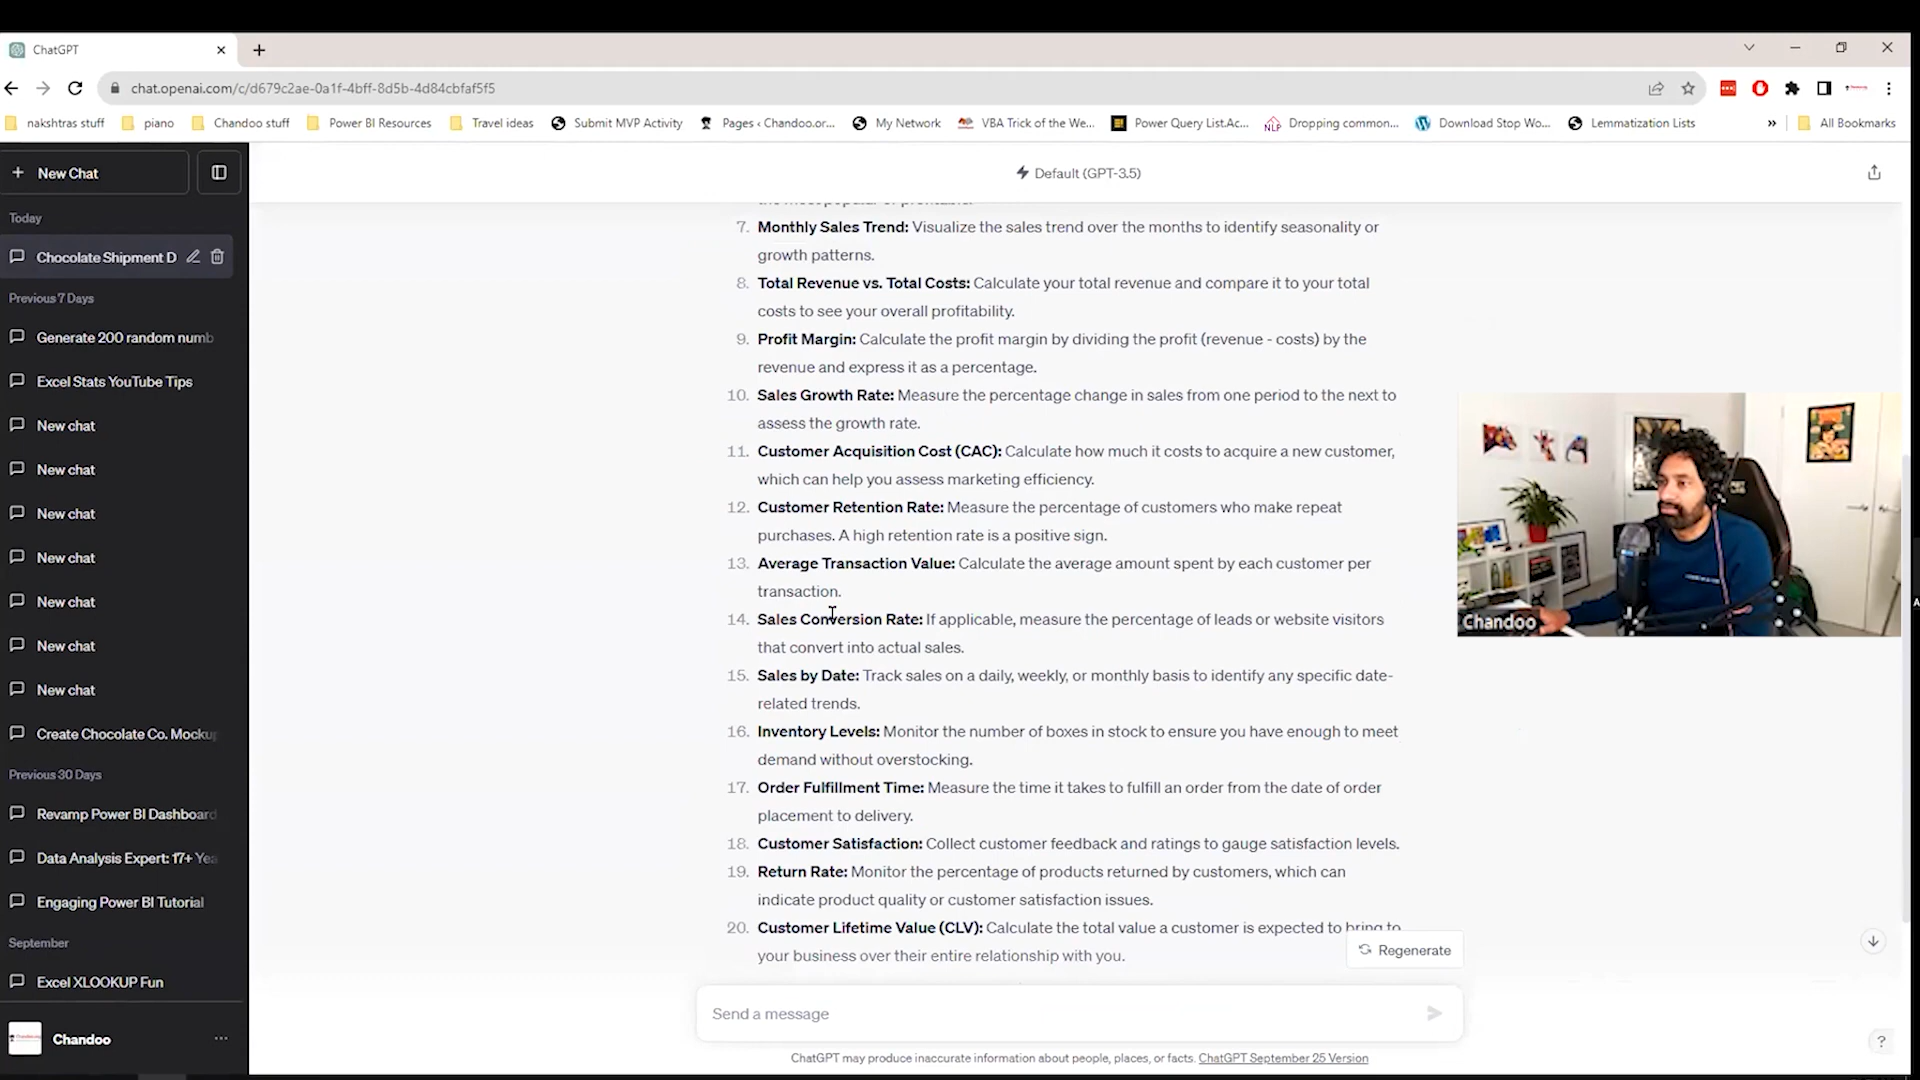 ChatGPT
chat.openai.com/c/d679c2ae-0a1f-4bff-8d5b-4d84cbfaf5f5
nakshtras stuff
piano
Chandoo stuff
Power BI Resources
Travel ideas
Submit MVP Activity
Pages ‹ Chandoo.or...
My Network
VBA Trick of the We...
Power Query List.Ac...
NLP
Dropping common...
Download Stop Wo...
Lemmatization Lists
»
All Bookmarks
+ New Chat
Today
Chocolate Shipment D
Previous 7 Days
Generate 200 random numb
Excel Stats YouTube Tips
New chat
New chat
New chat
New chat
New chat
New chat
New chat
Create Chocolate Co. Mocku
Previous 30 Days
Revamp Power BI Dashboard
Data Analysis Expert: 17+ Yea
Engaging Power BI Tutorial
September
Excel XLOOKUP Fun
Chandoo
...
Default (GPT-3.5)
7. Monthly Sales Trend: Visualize the sales trend over the months to identify seasonality or
growth patterns.
8. Total Revenue vs. Total Costs: Calculate your total revenue and compare it to your total
costs to see your overall profitability.
9. Profit Margin: Calculate the profit margin by dividing the profit (revenue - costs) by the
revenue and express it as a percentage.
10. Sales Growth Rate: Measure the percentage change in sales from one period to the next to
assess the growth rate.
11. Customer Acquisition Cost (CAC): Calculate how much it costs to acquire a new customer,
which can help you assess marketing efficiency.
12. Customer Retention Rate: Measure the percentage of customers who make repeat
purchases. A high retention rate is a positive sign.
13. Average Transaction Value: Calculate the average amount spent by each customer per
transaction.
14. Sales Conversion Rate: If applicable, measure the percentage of leads or website visitors
that convert into actual sales.
15. Sales by Date: Track sales on a daily, weekly, or monthly basis to identify any specific date-
related trends.
16. Inventory Levels: Monitor the number of boxes in stock to ensure you have enough to meet
demand without overstocking.
17. Order Fulfillment Time: Measure the time it takes to fulfill an order from the date of order
placement to delivery.
18. Customer Satisfaction: Collect customer feedback and ratings to gauge satisfaction levels.
19. Return Rate: Monitor the percentage of products returned by customers, which can
indicate product quality or customer satisfaction issues.
20. Customer Lifetime Value (CLV): Calculate the total value a customer is expected to bring to
your business over their entire relationship with you.
Regenerate
Send a message
ChatGPT may produce inaccurate information about people, places, or facts. ChatGPT September 25 Version
?
Chandoo